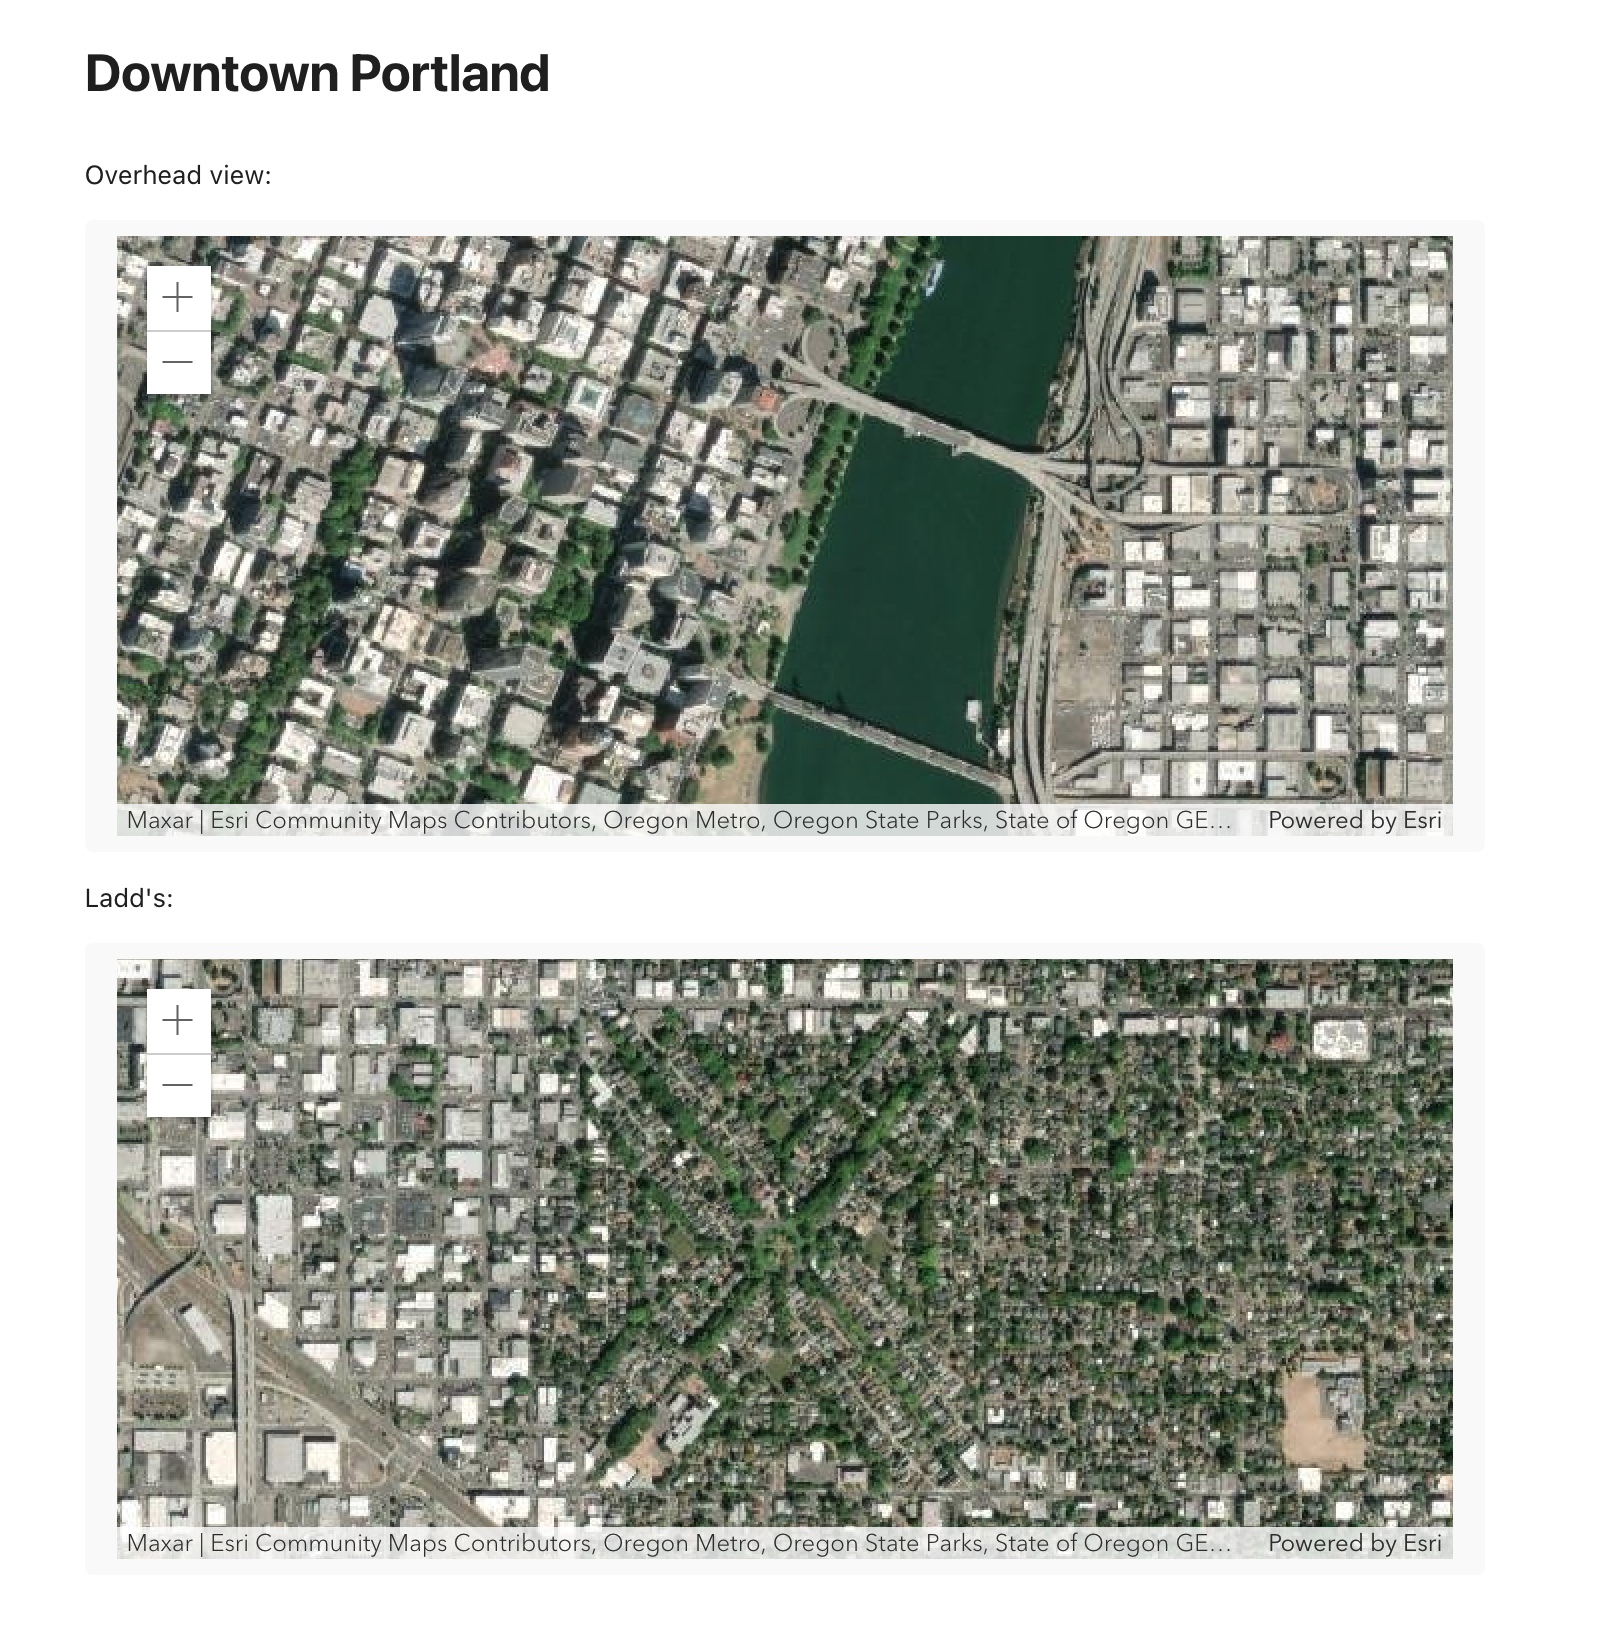 Downtown Portland
Overhead view:
Maxar | Esri Community Maps Contributors, Oregon Metro, Oregon State Parks, State of Oregon GE... Powered by Esri
Ladd's:
Maxar | Esri Community Maps Contributors, Oregon Metro, Oregon State Parks, State of Oregon GE... Powered by Esri